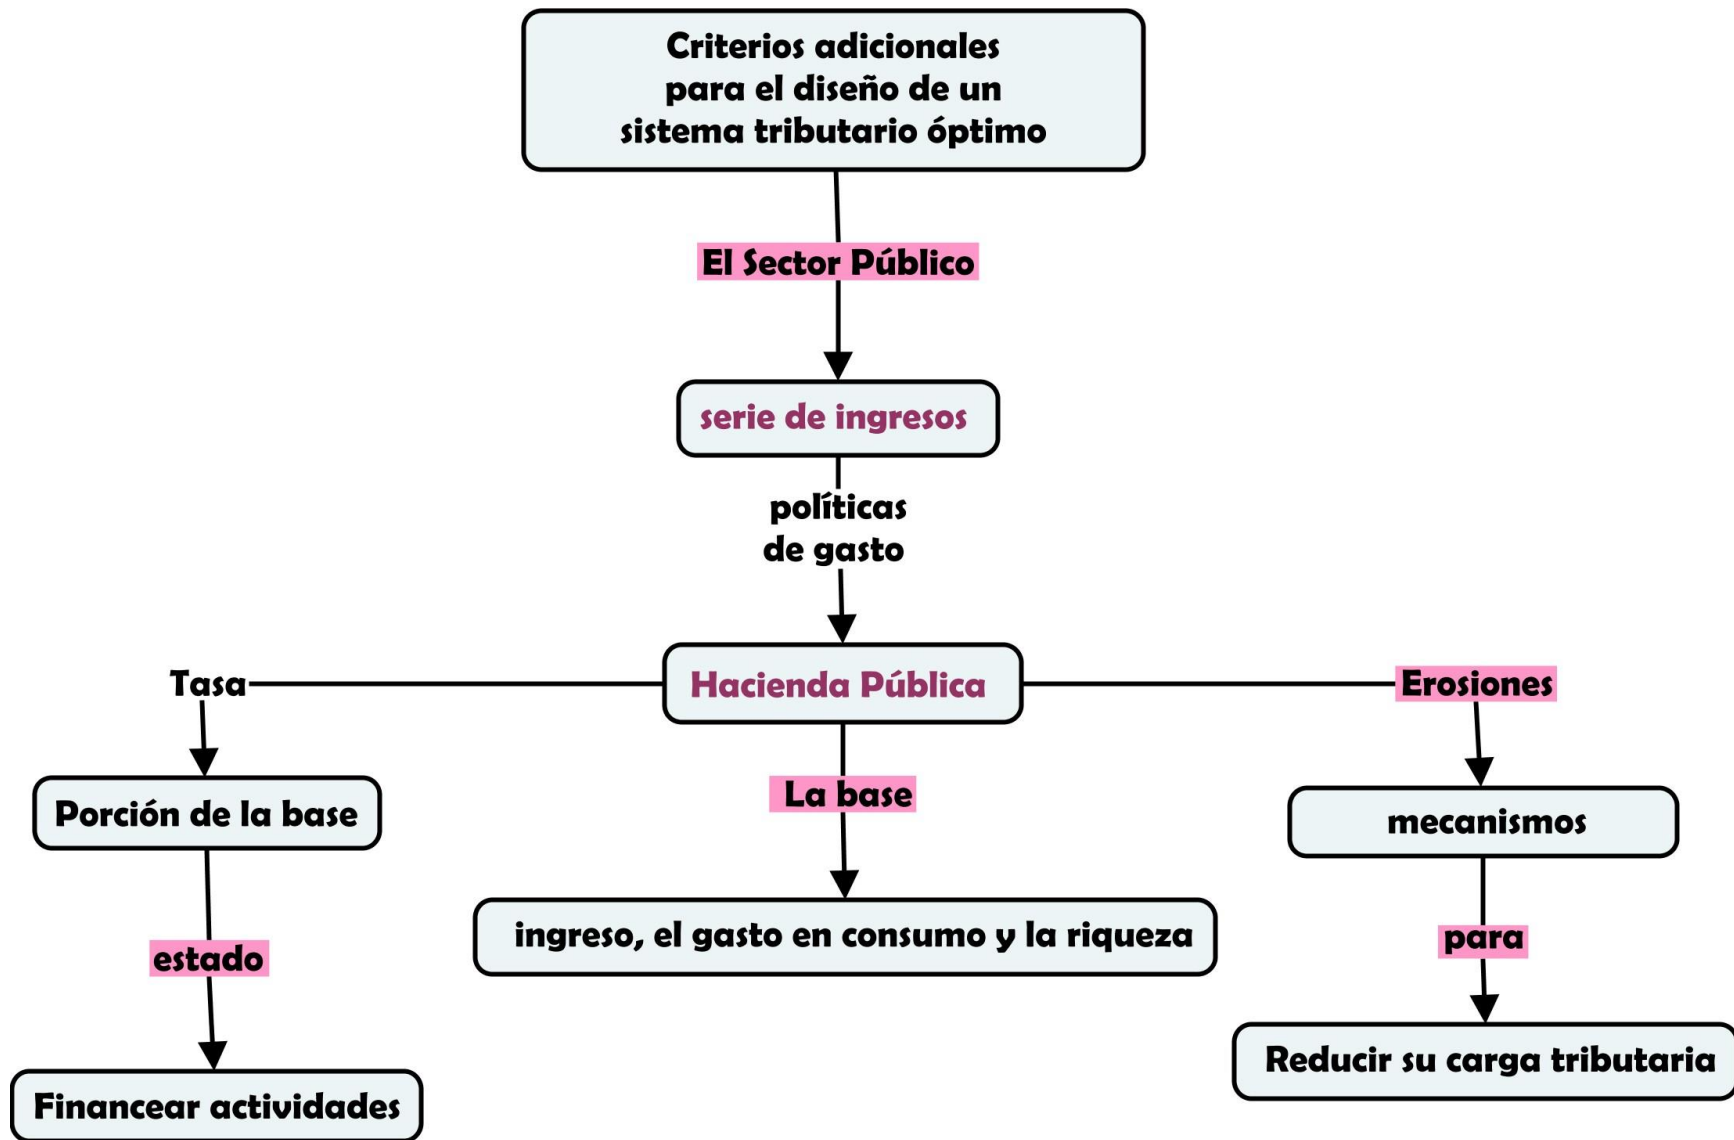 Criterios adicionales
para el diseño de un
sistema tributario óptimo
El Sector Público
serie de ingresos
políticas
de gasto
Hacienda Pública
Tasa
Erosiones
Porción de la base
La base
mecanismos
estado
ingreso, el gasto en consumo y la riqueza
para
Financear actividades
Reducir su carga tributaria